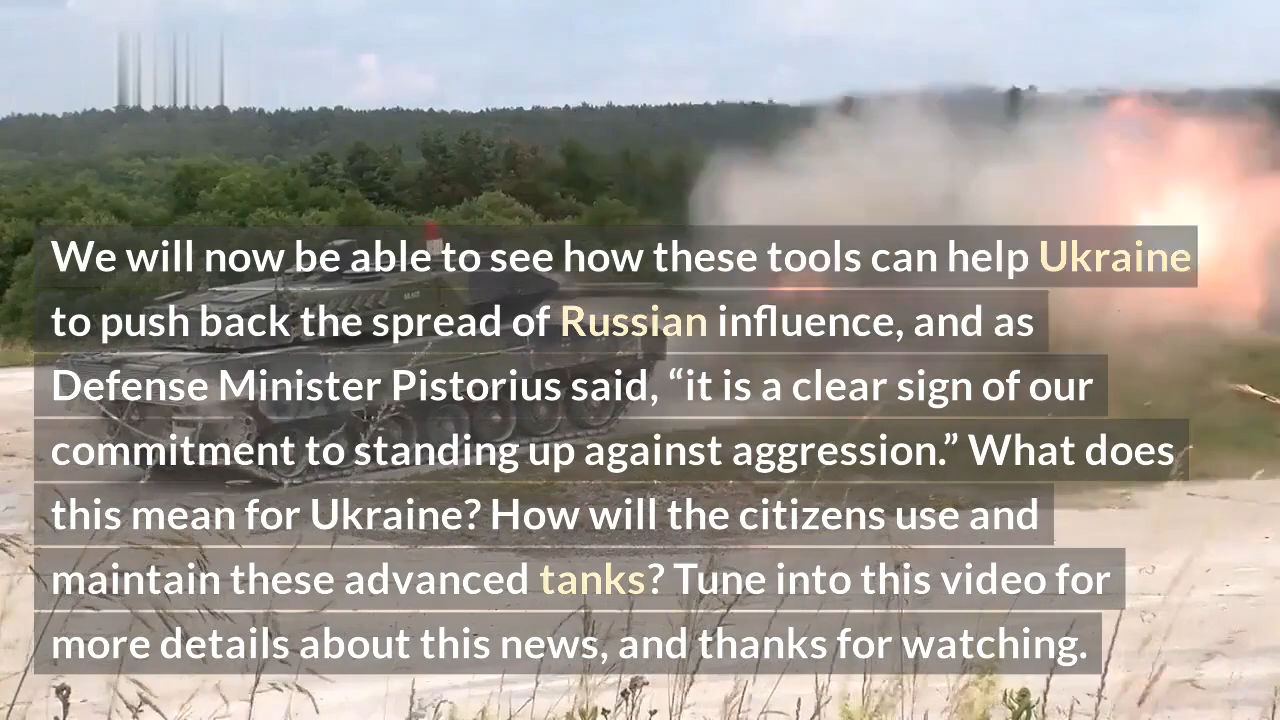 We will now be able to see how these tools can help Ukraine
to push back the spread of Russian influence, and as
Defense Minister Pistorius said, “it is a clear sign of our
commitment to standing up against aggression.” What does
this mean for Ukraine? How will the citizens use and
maintain these advanced tanks? Tune into this video for
more details about this news, and thanks for watching.